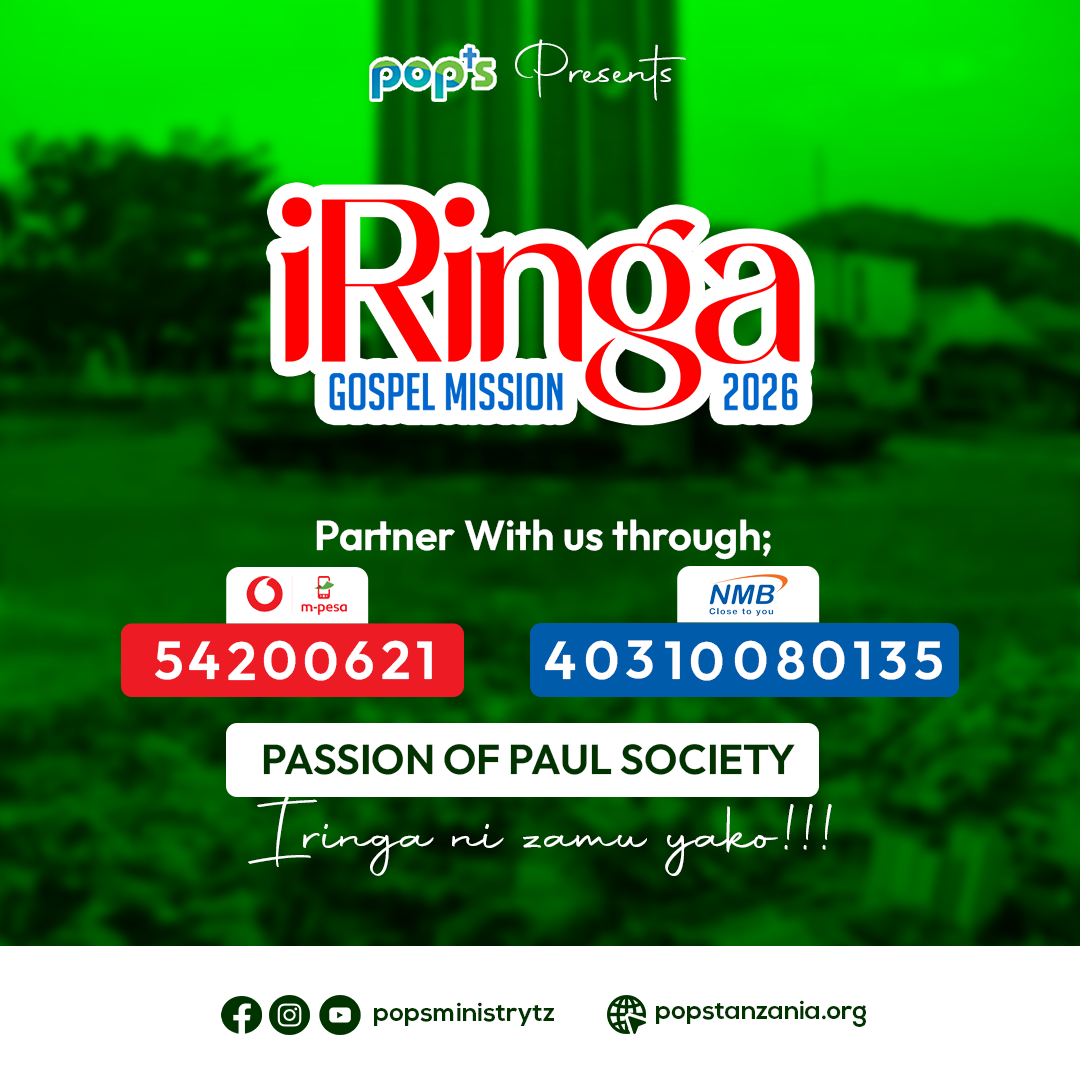 pop's Presents
iRinga
GOSPEL MISSION 2026
Partner With us through;
m-pesa
NMB
Close to you
54200621
40310080135
PASSION OF PAUL SOCIETY
Iringa ni zamu yako!!!
popsministrytz
popstanzania.org